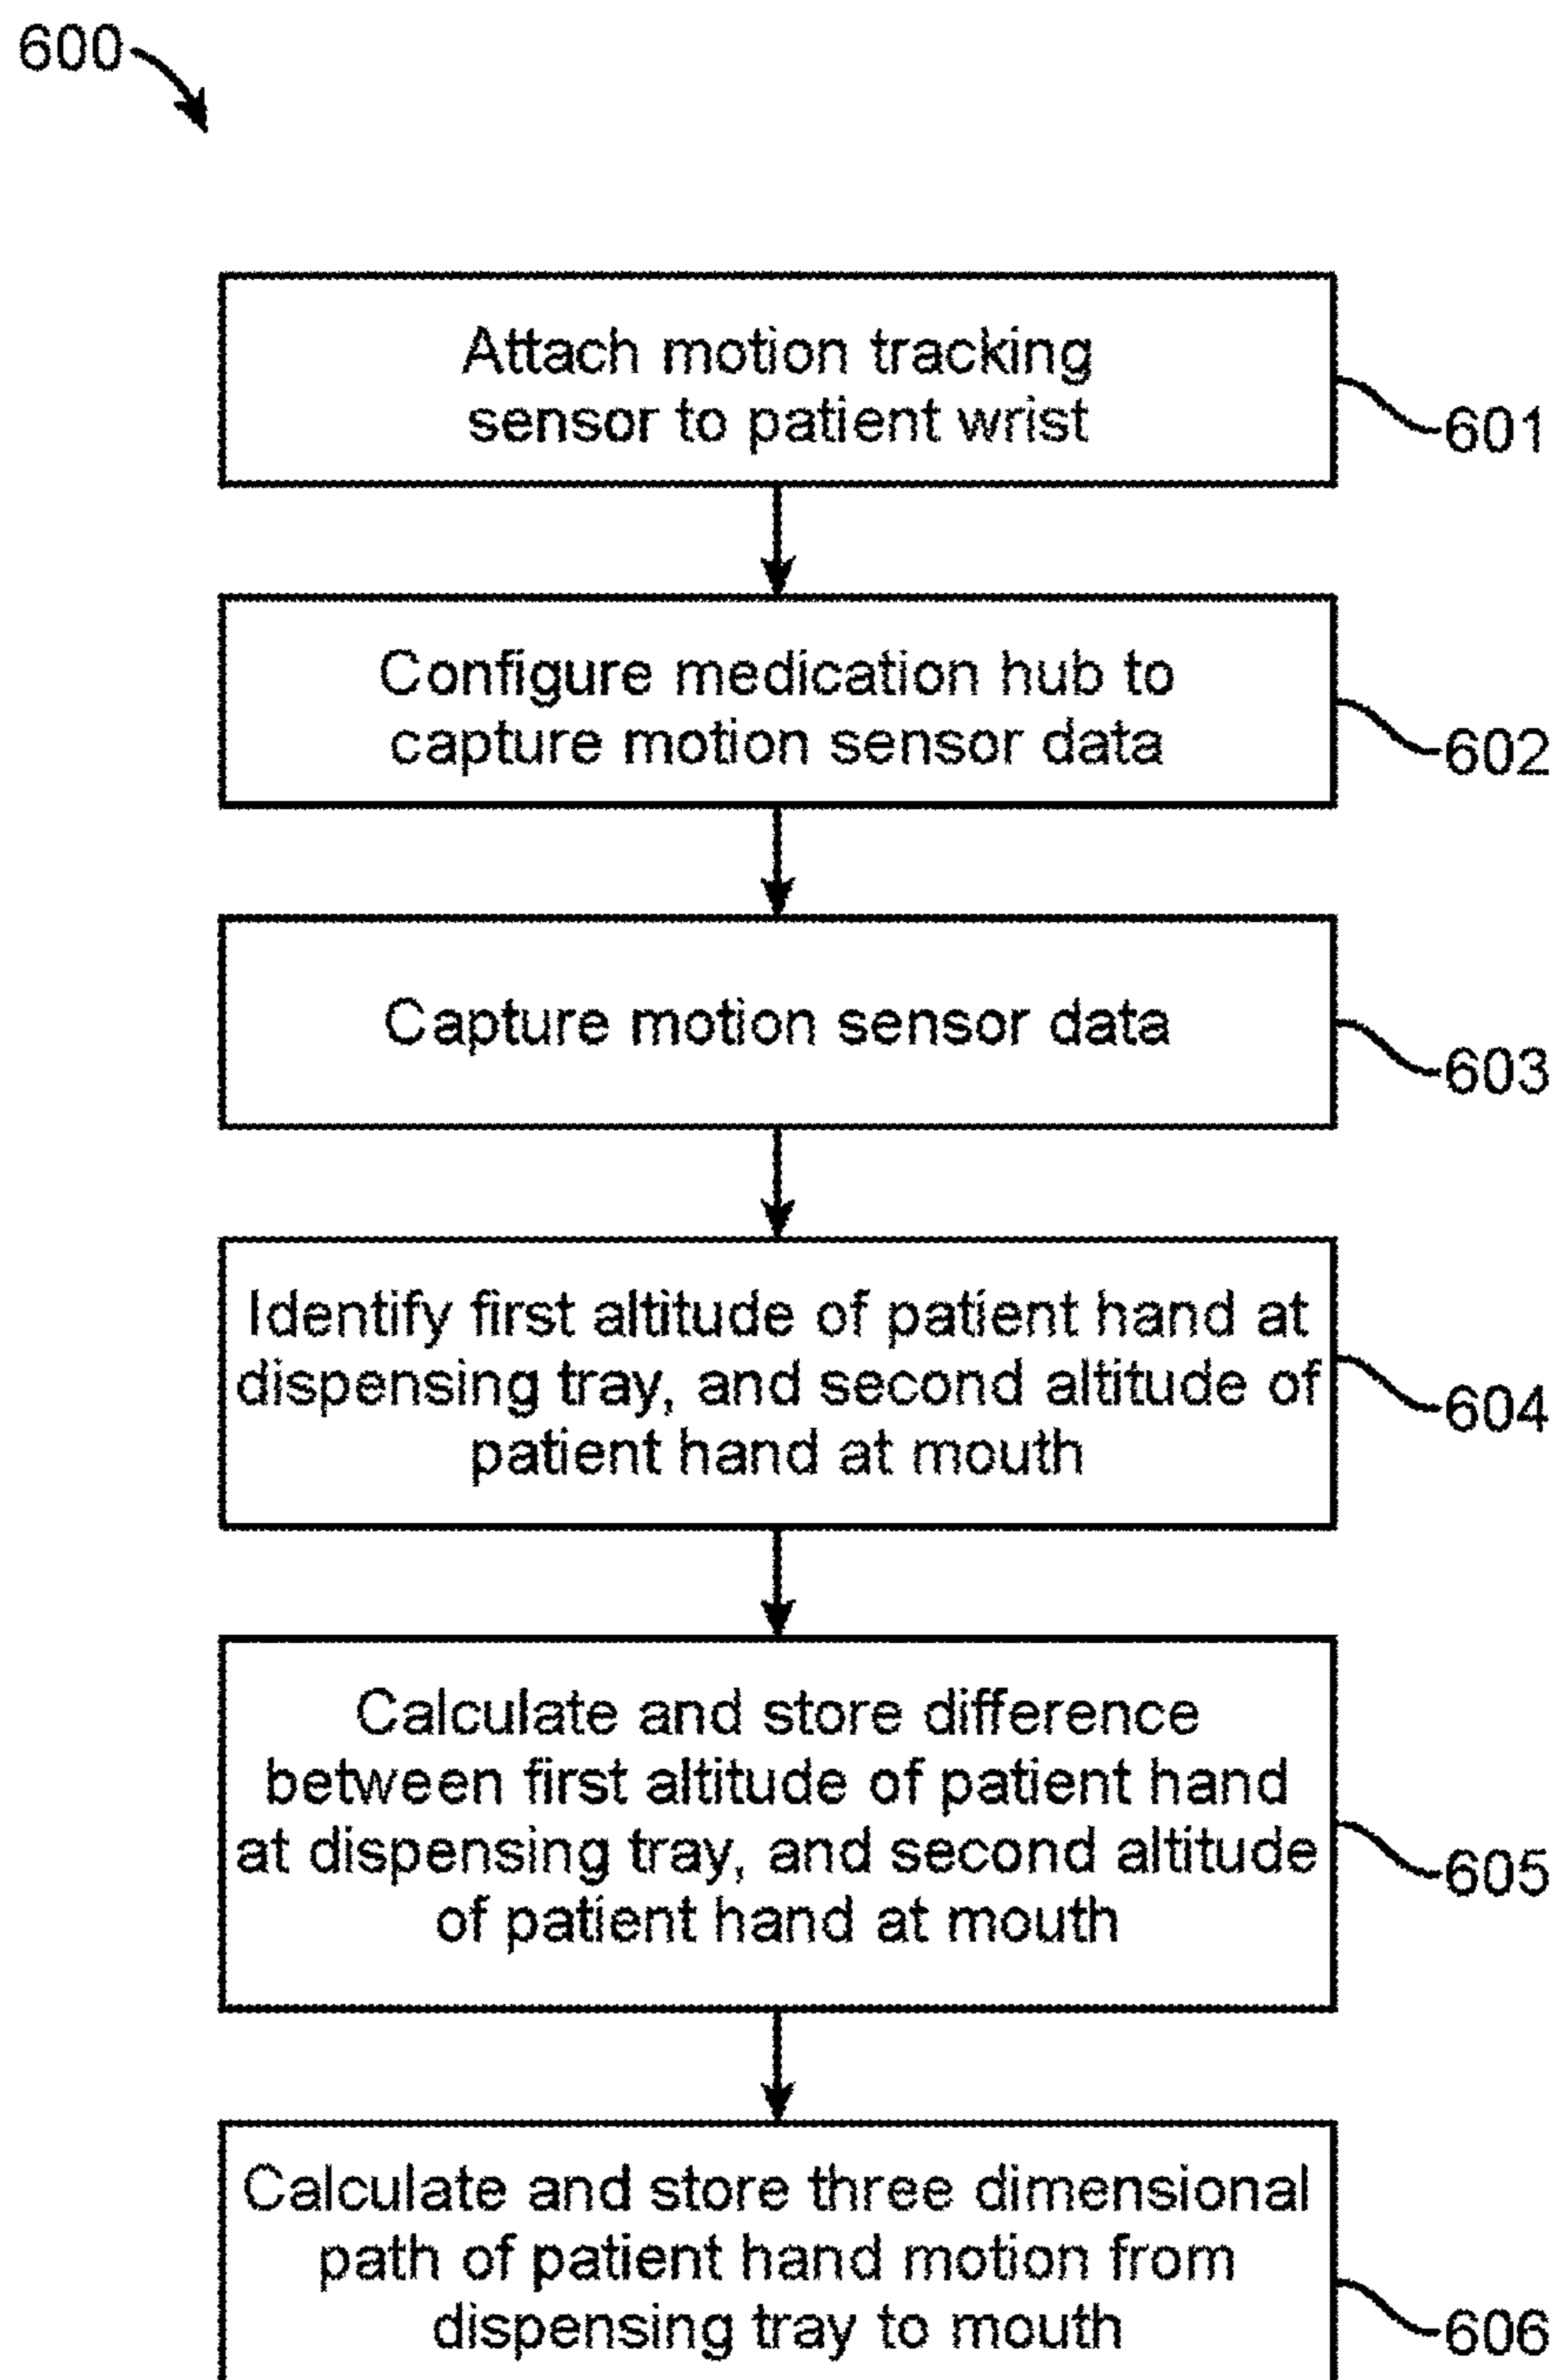 600
Attach motion tracking
sensor to patient wrist
601
Configure medication hub to
capture motion sensor data
602
Capture motion sensor data
603
Identify first altitude of patient hand at
dispensing tray, and second altitude of
patient hand at mouth
604
Calculate and store difference
between first altitude of patient hand
at dispensing tray, and second altitude
of patient hand at mouth
605
Calculate and store three dimensional
path of patient hand motion from
dispensing tray to mouth
606